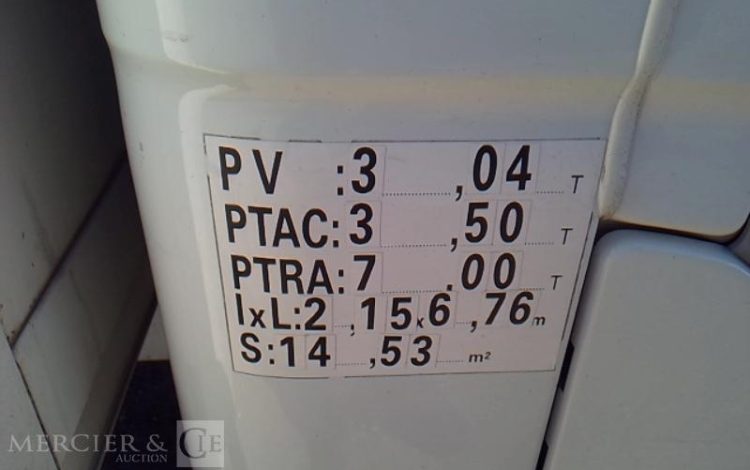 PV :3 ,04 T
PTAC:3 ,50 T
PTRA:7 .00 T
lxL:2 ,15x6 ,76m
S:14 ,53 m²
MERCIER & CIE
AUCTION